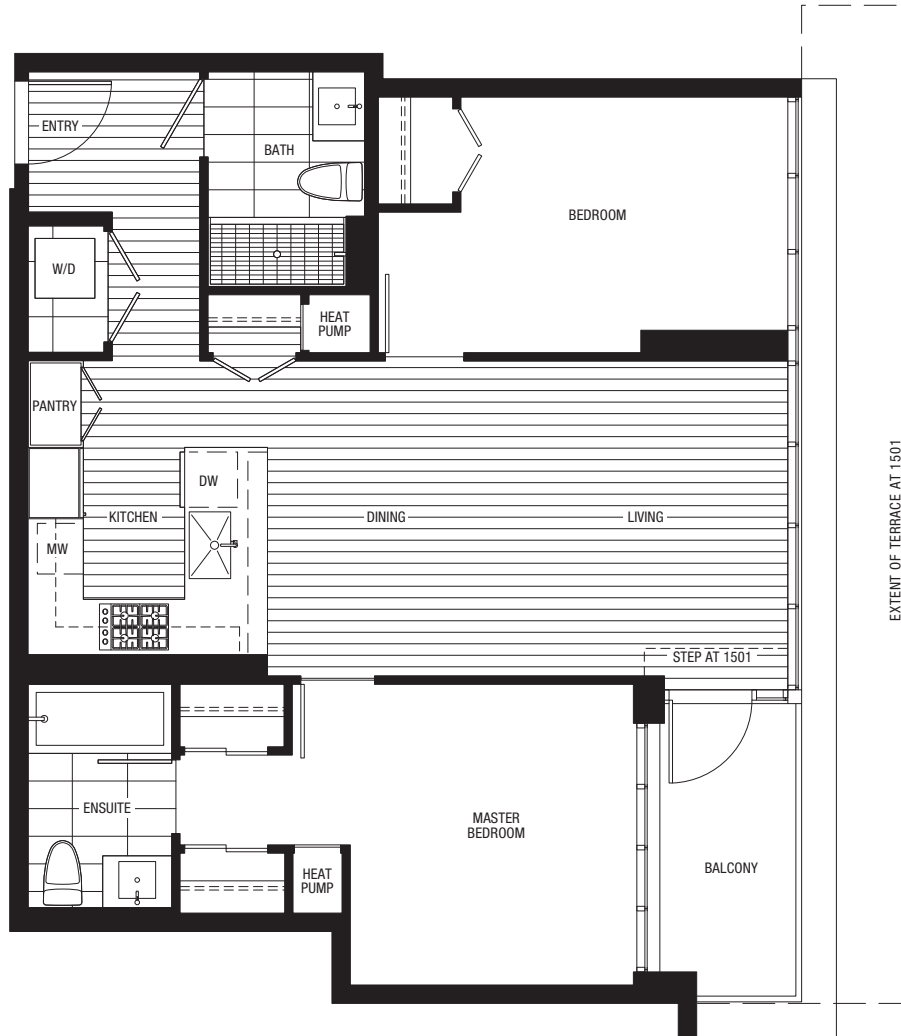 ENTRY
BATH
BEDROOM
W/D
HEAT
PUMP
PANTRY
DW
KITCHEN
DINING
LIVING
MW
EXTENT OF TERRACE AT 1501
STEP AT 1501
ENSUITE
MASTER
BEDROOM
HEAT
PUMP
BALCONY